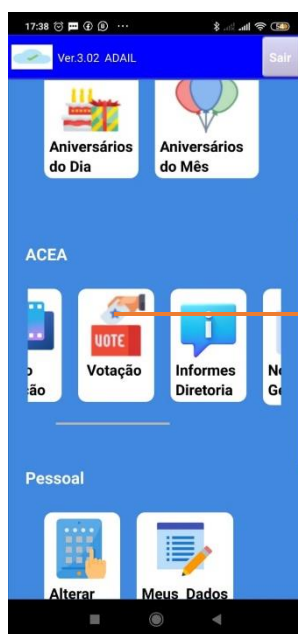 17:38
54
Ver.3.02 ADAIL
Sair
Aniversários
do Dia
Aniversários
do Mês
ACEA
VOTE
Votação
Informes
Diretoria
Pessoal
Alterar
Meus Dados